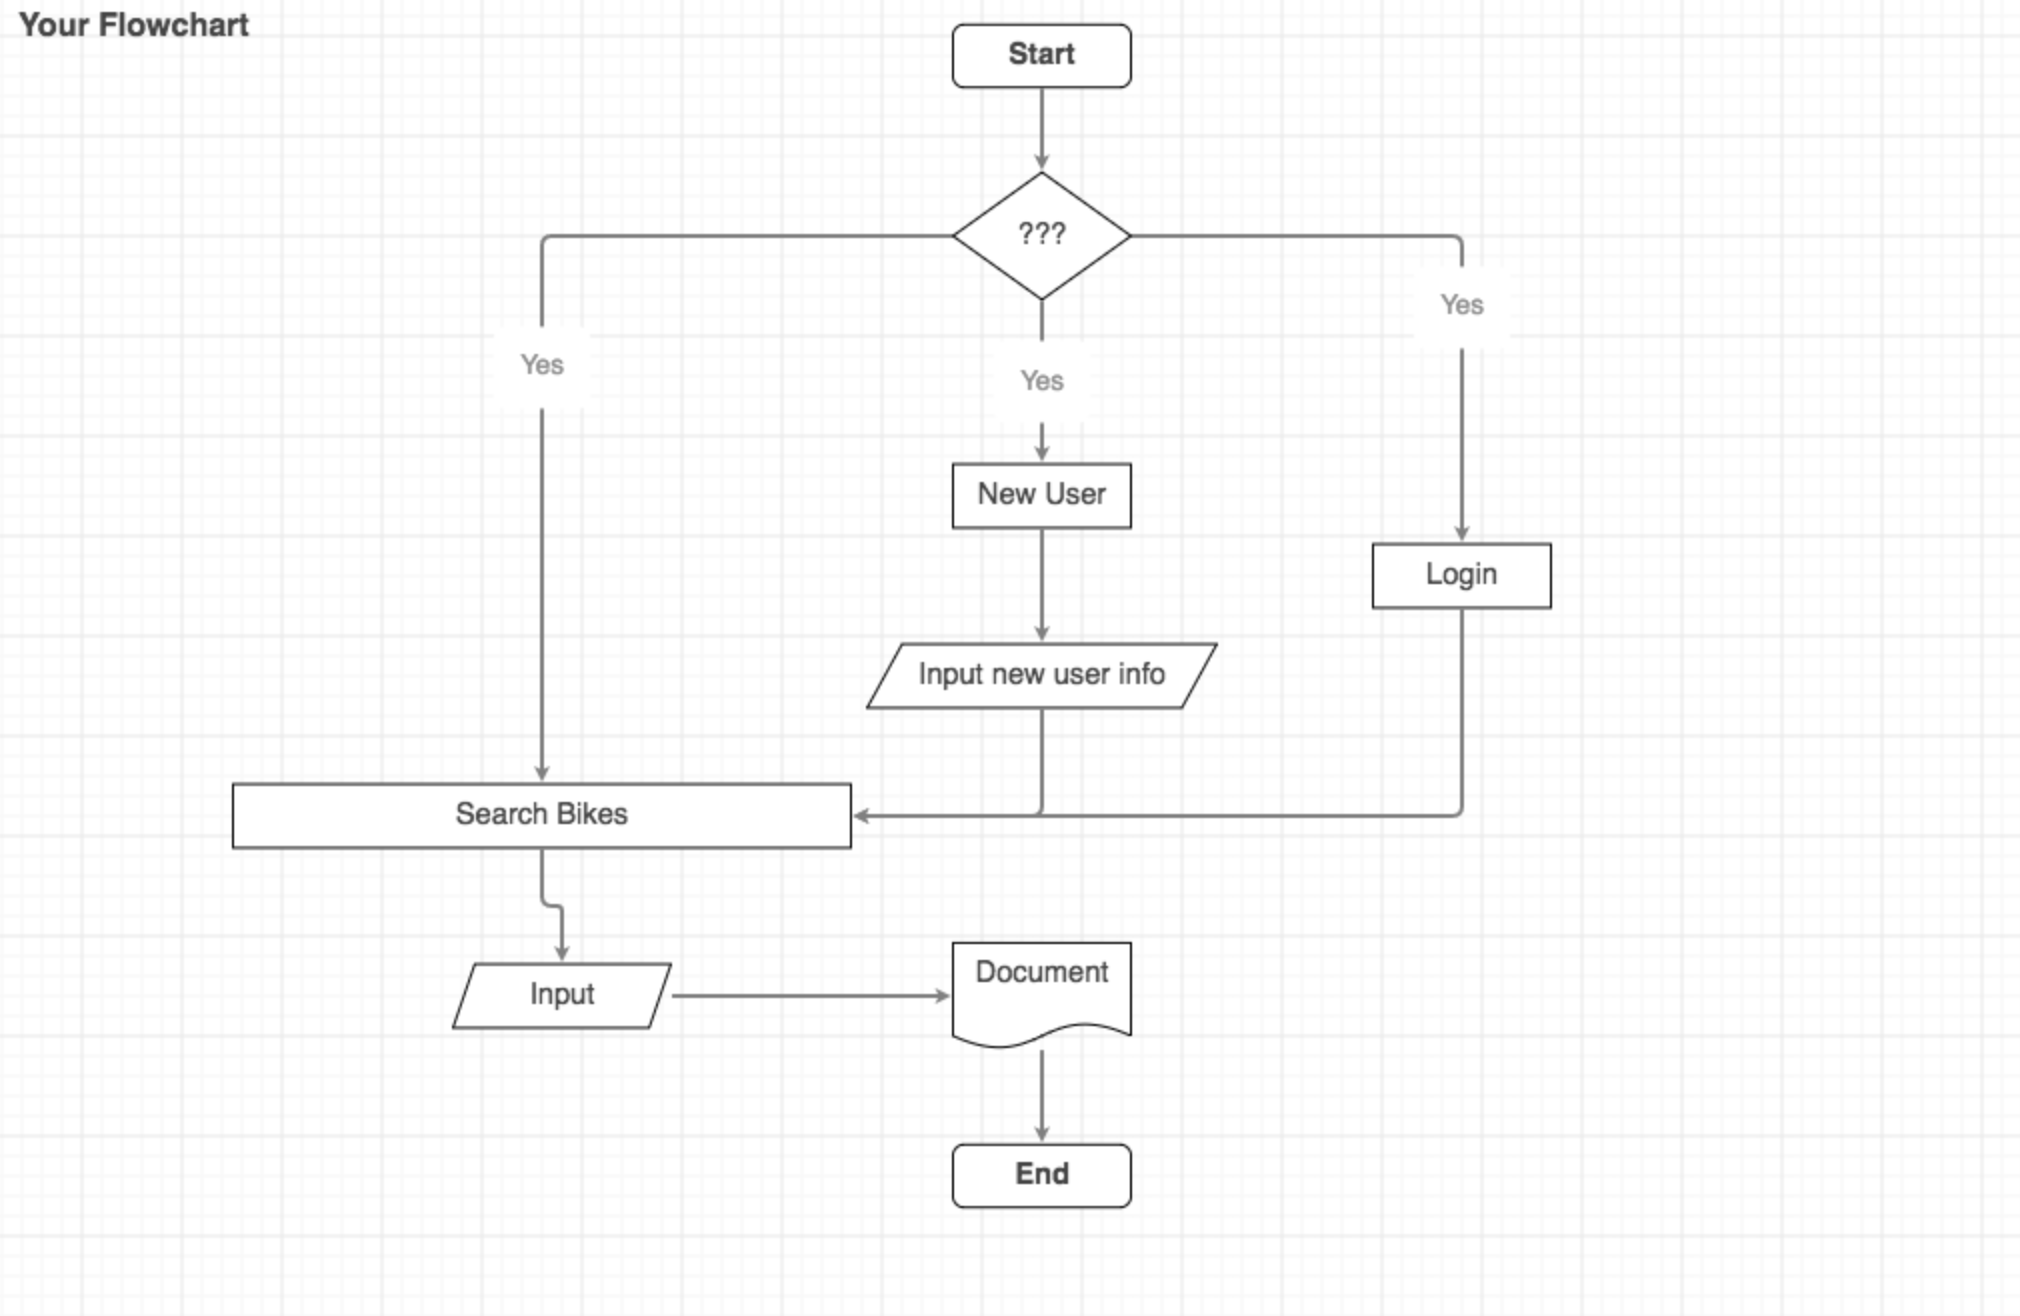 Your Flowchart
Start
???
Yes
Yes
Yes
New User
Login
Input new user info
Search Bikes
Input
Document
End